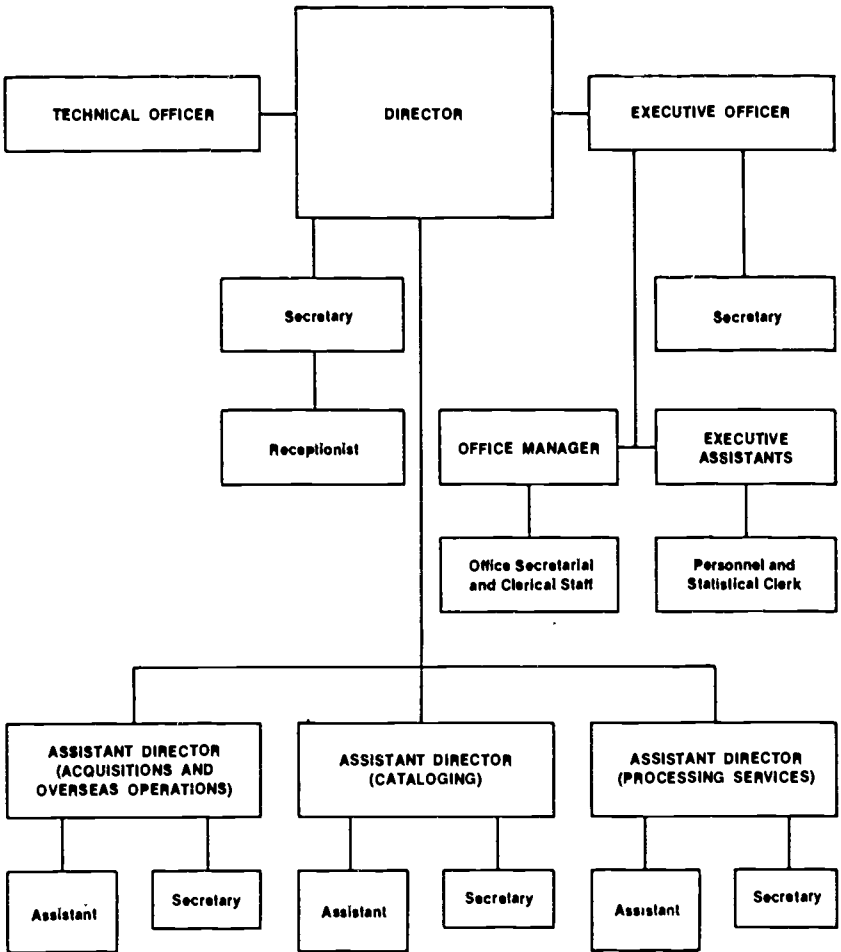 TECHNICAL OFFICER
DIRECTOR
EXECUTIVE OFFICER
Secretary
Secretary
Receptionist
OFFICE MANAGER
EXECUTIVE
ASSISTANTS
Office Secretarial
and Clerical Staff
Personnel and
Statistical Clerk
ASSISTANT DIRECTOR
(ACQUISITIONS AND
OVERSEAS OPERATIONS)
ASSISTANT DIRECTOR
(CATALOGING)
ASSISTANT DIRECTOR
(PROCESSING SERVICES)
Assistant
Secretary
Assistant
Secretary
Assistant
Secretary